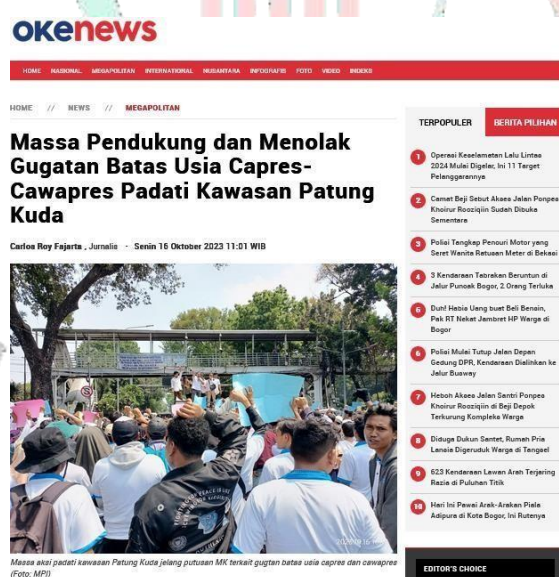 okenews
HOME NASIONAL MEGAPOLITAN INTERNATIONAL NUSANTARA INFOGRAFIS FOTO VIDEO INDEKS
HOME // NEWS // MEGAPOLITAN
Massa Pendukung dan Menolak
Gugatan Batas Usia Capres-
Cawapres Padati Kawasan Patung
Kuda
Carlos Roy Fajarta , Jurnalis - Senin 16 Oktober 2023 11:01 WIB
Massa aksi padati kawasan Patung Kuda jelang putusan MK terkait gugtan batas usia capres dan cawapres
(Foto: MPI)
TERPOPULER
BERITA PILIHAN
1 Operasi Keselamatan Lalu Lintas
2024 Mulai Digelar, Ini 11 Target
Pelanggarannya
2 Camat Beji Sebut Akses Jalan Ponpes
Khoirur Rooziqiin Sudah Dibuka
Sementara
3 Polisi Tangkap Pencuri Motor yang
Seret Wanita Ratusan Meter di Bekasi
4 3 Kendaraan Tabrakan Beruntun di
Jalur Puncak Bogor, 2 Orang Terluka
5 Duh! Habis Uang buat Beli Bensin,
Pak RT Nekat Jambret HP Warga di
Bogor
6 Polisi Mulai Tutup Jalan Depan
Gedung DPR, Kendaraan Dialihkan ke
Jalur Busway
7 Heboh Akses Jalan Santri Ponpes
Khoirur Rooziqiin di Beji Depok
Terkurung Kompleks Warga
8 Diduga Dukun Santet, Rumah Pria
Lansia Digeruduk Warga di Tangsel
9 623 Kendaraan Lawan Arah Terjaring
Razia di Puluhan Titik
10 Hari Ini Pawai Arak-Arakan Piala
Adipura di Kota Bogor, Ini Rutenya
EDITOR'S CHOICE